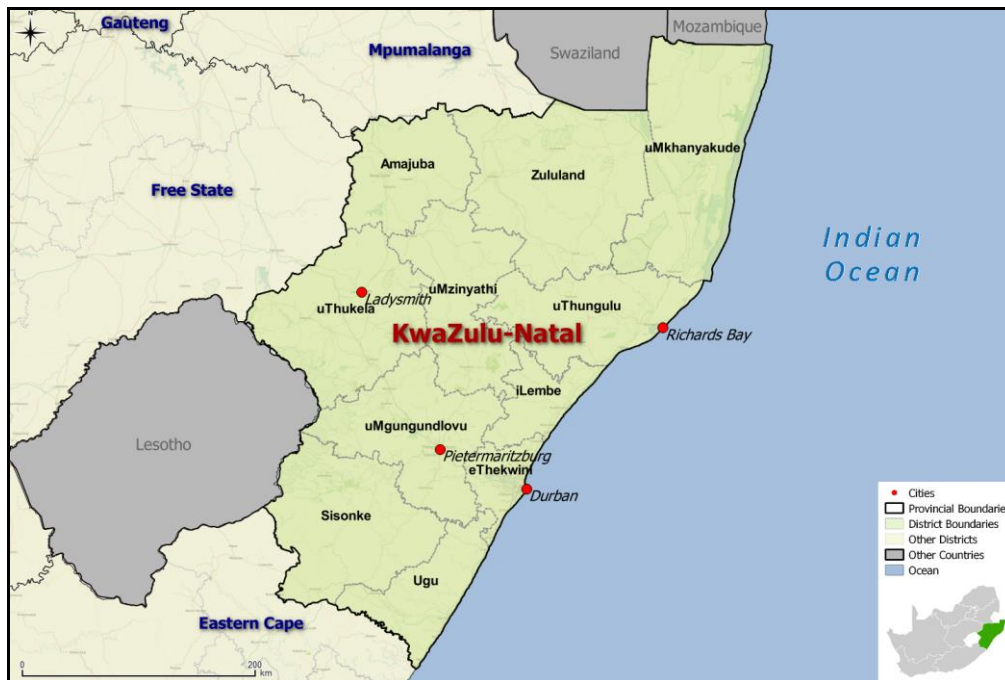 Gauteng
Mozambique
Mpumalanga
Swaziland
uMkhanyakude
Amajuba
Zululand
Free State
Indian
Ocean
uMzinyathi
Ladysmith
uThukela
uThungulu
KwaZulu-Natal
Richards Bay
iLembe
uMgungundlovu
Lesotho
Pietermaritzburg
eThekwini
Durban
Sisonke
Ugu
Eastern Cape
0 200
km
Cities
Provincial Boundarie
District Boundaries
Other Districts
Other Countries
Ocean